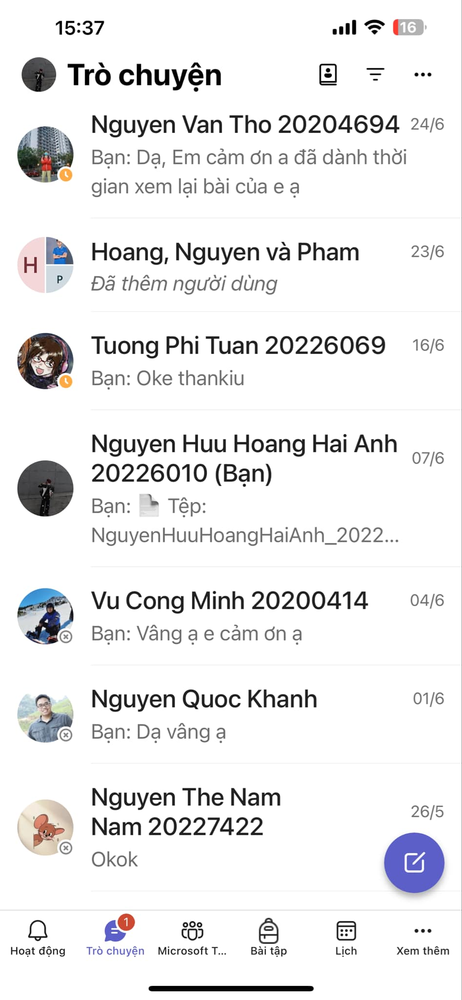 15:37
16
Trò chuyện
Nguyen Van Tho 20204694 24/6
Bạn: Dạ, Em cảm ơn a đã dành thời
gian xem lại bài của e ạ
H
P
Hoang, Nguyen và Pham 23/6
Đã thêm người dùng
Tuong Phi Tuan 20226069 16/6
Bạn: Oke thankiu
Nguyen Huu Hoang Hai Anh
20226010 (Bạn) 07/6
Bạn: Tệp:
NguyenHuuHoangHaiAnh_2022...
Vu Cong Minh 20200414 04/6
Bạn: Vâng ạ e cảm ơn ạ
Nguyen Quoc Khanh 01/6
Bạn: Dạ vâng ạ
Nguyen The Nam
Nam 20227422 26/5
Okok
1
Hoạt động Trò chuyện Microsoft T... Bài tập Lịch Xem thêm